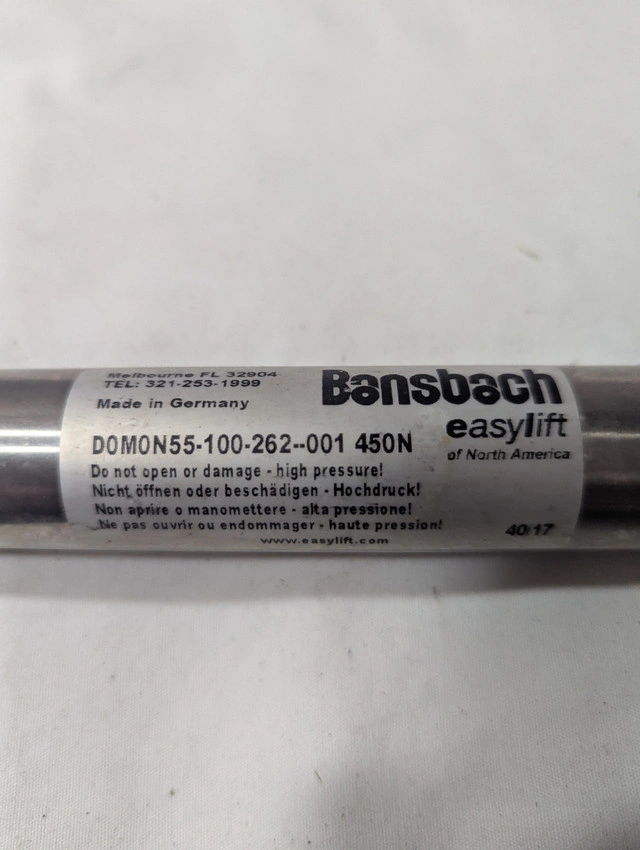 Melbourne FL 32904
TEL: 321-253-1999
Made in Germany
Bansbach
easylift
of North America
D0M0N55-100-262--001 450N
Do not open or damage - high pressure!
Nicht öffnen oder beschädigen - Hochdruck!
Non aprire o manomettere - alta pressione!
Ne pas ouvrir ou endommager - haute pression!
www.easylift.com
40/17